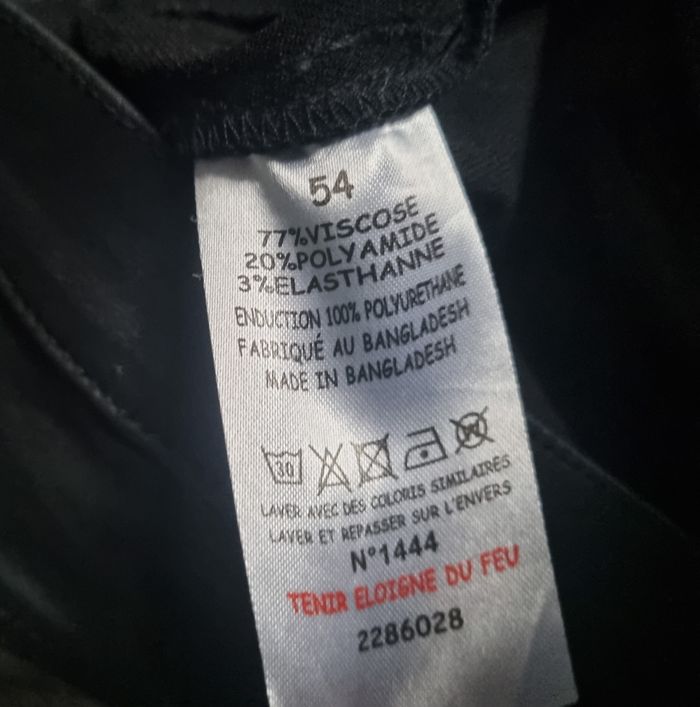 54
77%VISCOSE
20%POLYAMIDE
3%ELASTHANNE
ENDUCTION 100% POLYURETHANE
FABRIQUÉ AU BANGLADESH
MADE IN BANGLADESH
30
LAVER AVEC DES COLORIS SIMILAIRES
LAVER ET REPASSER SUR L'ENVERS
N°1444
TENIR ELOIGNE DU FEU
2286028